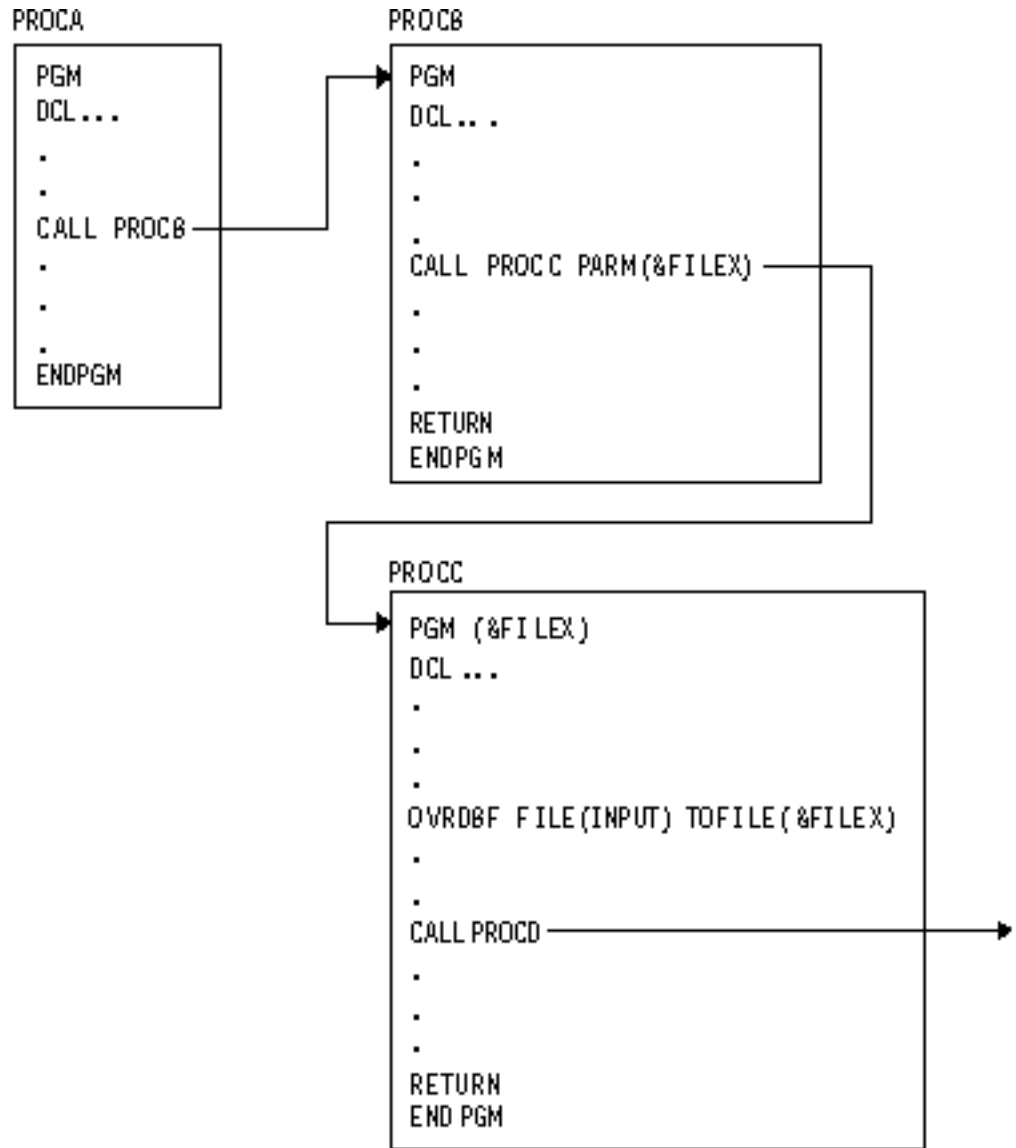 PROCA
PGM
DCL...
.
.
CALL PROCB
.
.
.
ENDPGM
PROCB
PGM
DCL...
.
.
.
CALL PROCC PARM(&FILEX)
.
.
.
RETURN
ENDPGM
PROCC
PGM (&FILEX)
DCL ...
.
.
.
OVRDBF FILE(INPUT) TOFILE(&FILEX)
.
.
CALL PROCD
.
.
.
RETURN
END PGM